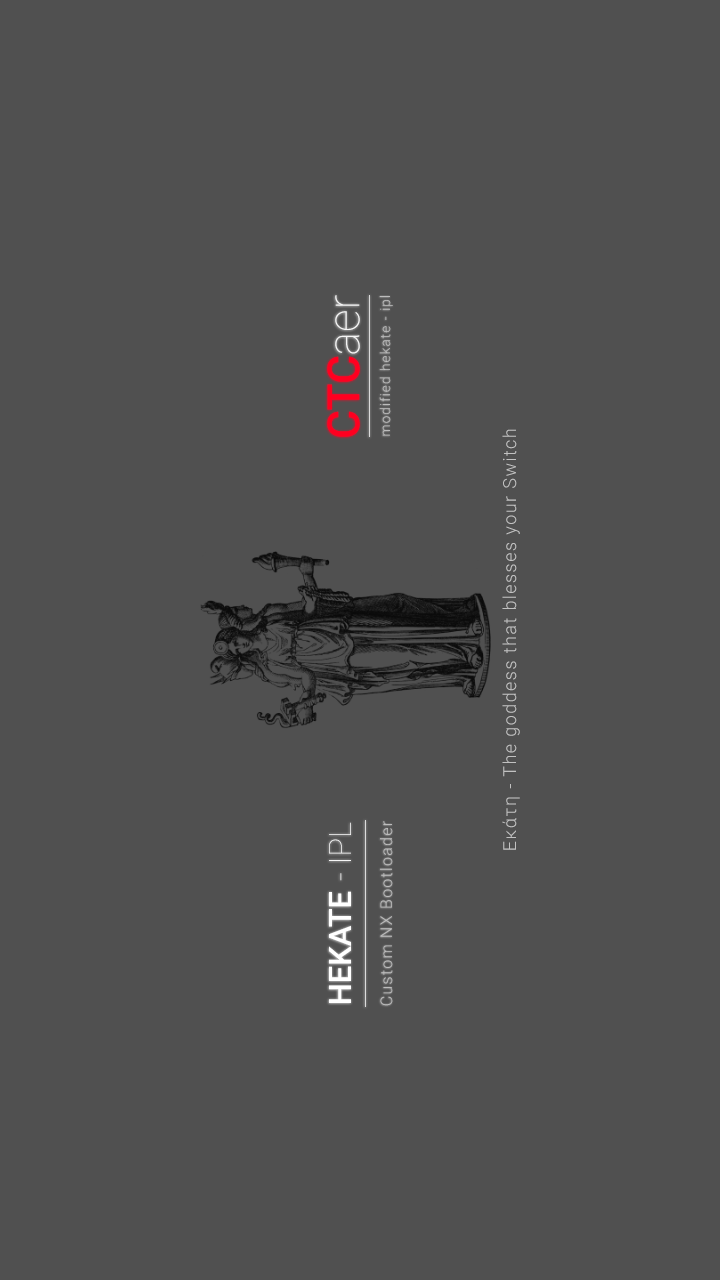 HEKATE - IPL
Custom NX Bootloader
CTCaer
modified hekate - ipl
Εκάτη - The goddess that blesses your Switch